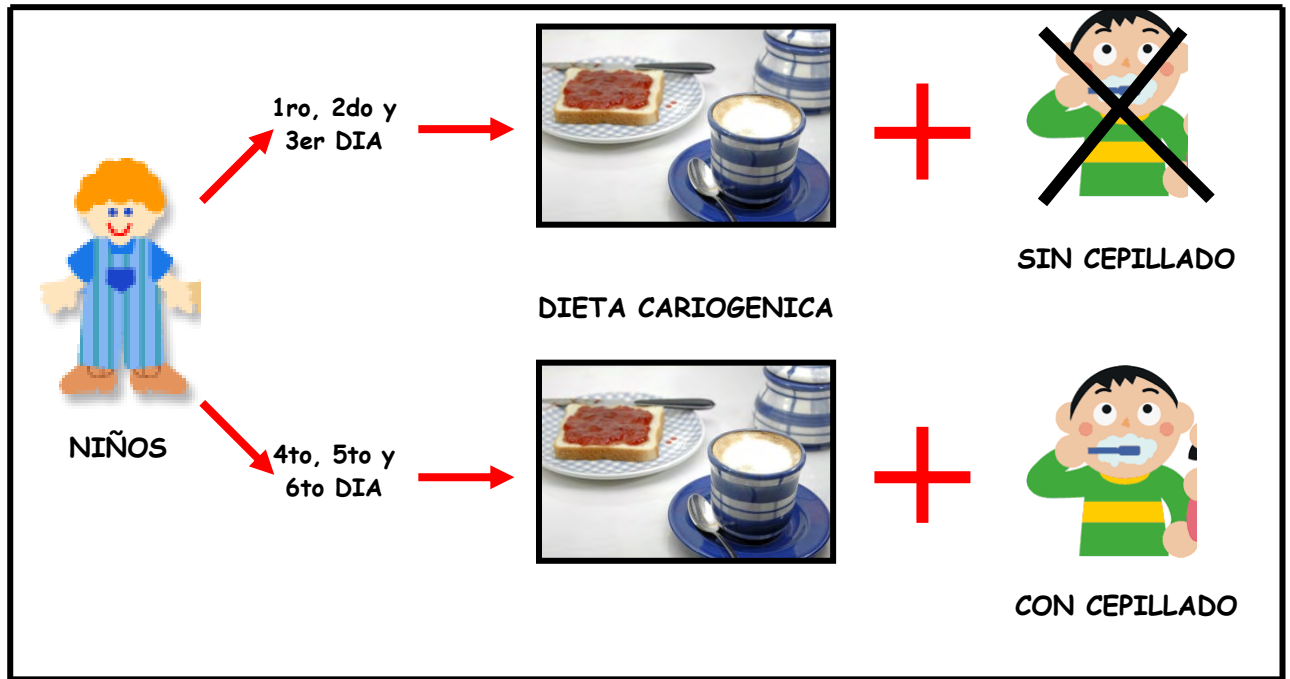 1ro, 2do y
3er DIA
SIN CEPILLADO
DIETA CARIOGENICA
NIÑOS
4to, 5to y
6to DIA
CON CEPILLADO